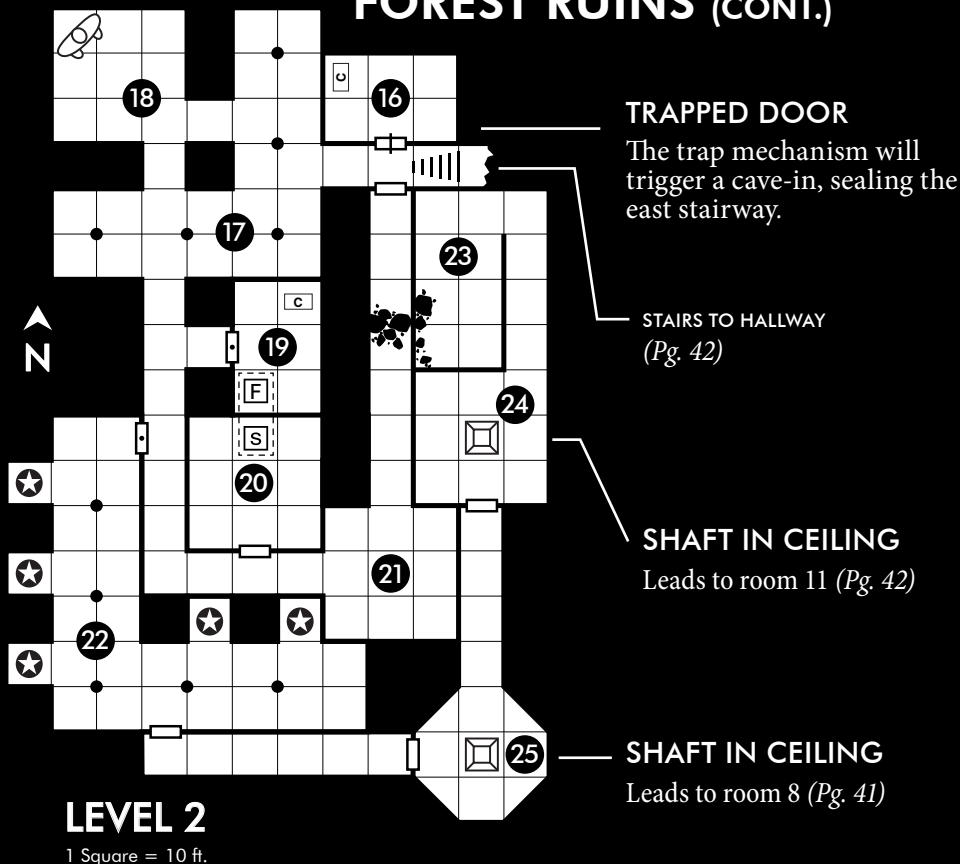 FOREST RUINS (CONT.)
18
C
16
TRAPPED DOOR
The trap mechanism will
trigger a cave-in, sealing the
east stairway.
17
23
C
STAIRS TO HALLWAY
(Pg. 42)
N
19
F
24
S
20
SHAFT IN CEILING
Leads to room 11 (Pg. 42)
21
22
25
SHAFT IN CEILING
Leads to room 8 (Pg. 41)
LEVEL 2
1 Square = 10 ft.